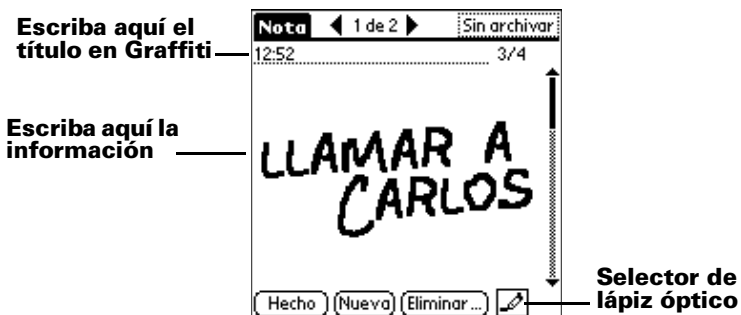 Escriba aquí el
título en Graffiti
Nota 1 de 2 Sin archivar
12:52 3/4
Escriba aquí la
información
LLAMAR A
CARLOS
Hecho Nueva Eliminar...
Selector de
lápiz óptico